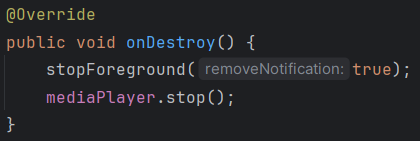 @Override
public void onDestroy() {
    stopForeground( removeNotification: true);
    mediaPlayer.stop();
}